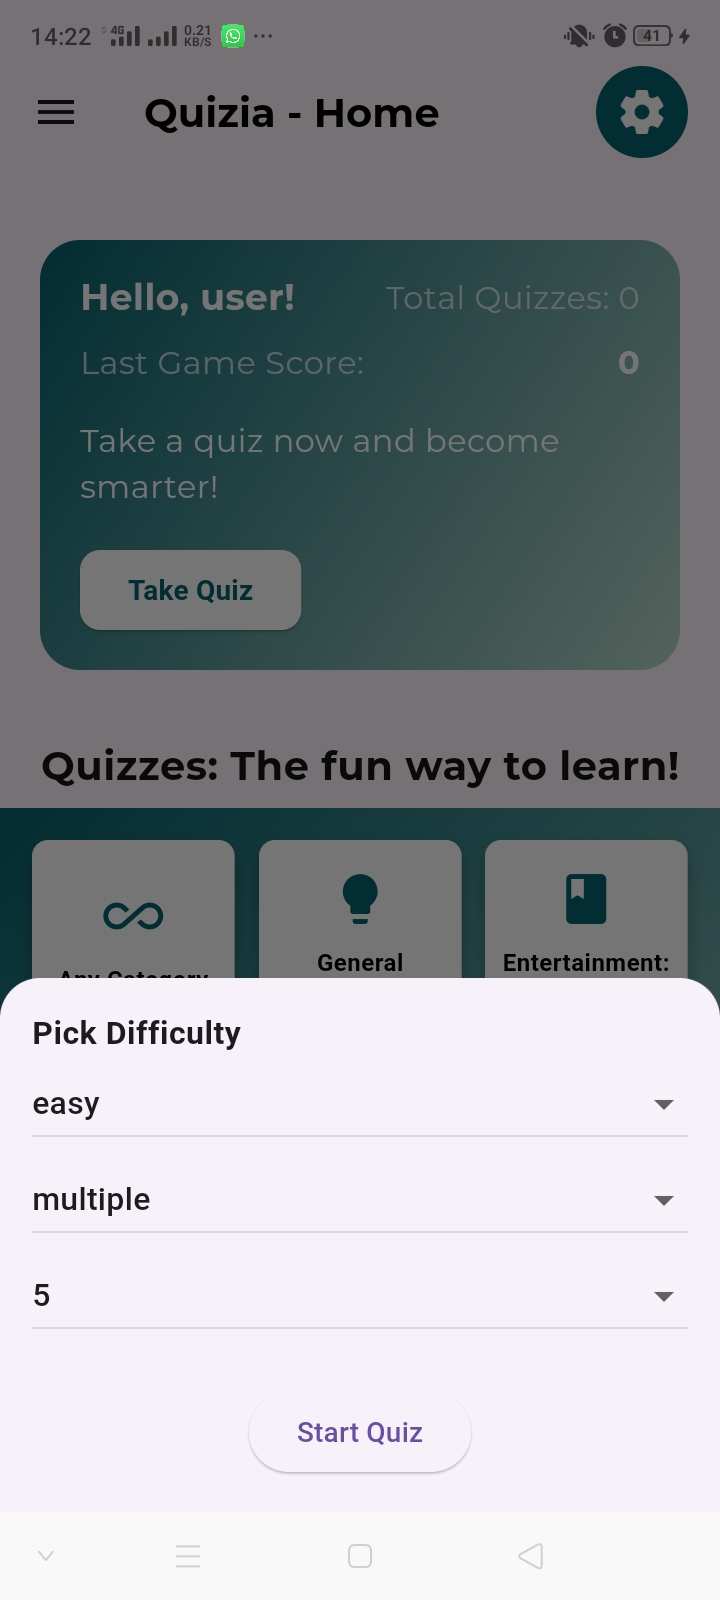 14:22 4G 0.21 KB/S 41
Quizia - Home
Hello, user! Total Quizzes: 0
Last Game Score: 0
Take a quiz now and become
smarter!
Take Quiz
Quizzes: The fun way to learn!
Any Category General Entertainment:
Pick Difficulty
easy
multiple
5
Start Quiz